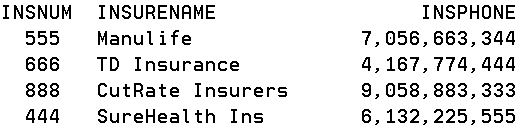 INSNUM INSURENAME INSPHONE
555 Manulife 7,056,663,344
666 TD Insurance 4,167,774,444
888 CutRate Insurers 9,058,883,333
444 SureHealth Ins 6,132,225,555